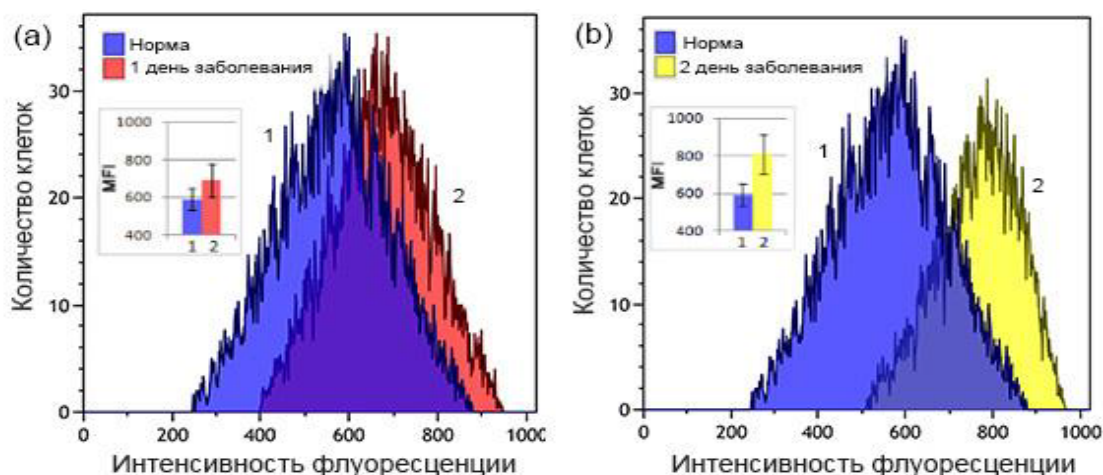 (a)
Норма
1 день заболевания
Количество клеток
30
20
10
0
MFI
1000
800
600
400
1 2
1
2
0 200 400 600 800 1000
Интенсивность флуоресценции
(b)
Норма
2 день заболевания
Количество клеток
30
20
10
0
MFI
1000
800
600
400
1 2
1
2
0 200 400 600 800 1000
Интенсивность флуоресценции